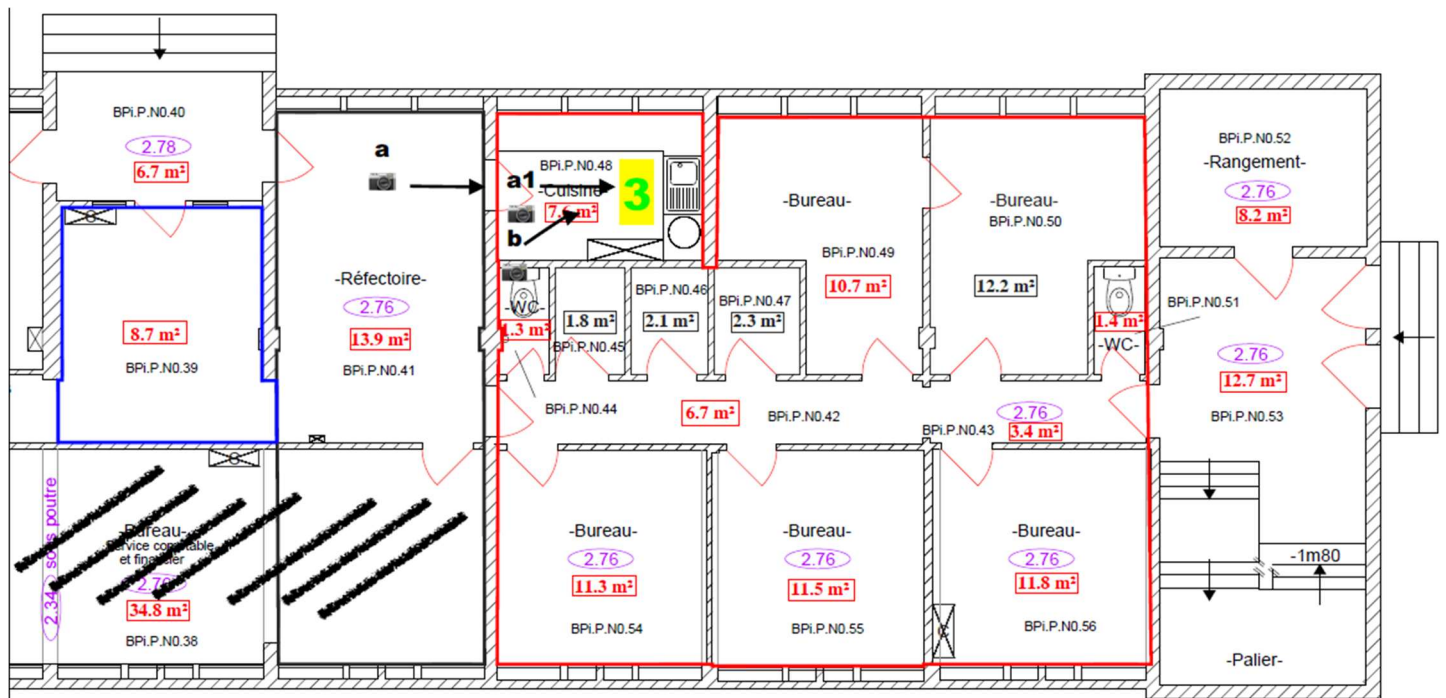 BPi.P.N0.40
2.78
6.7 m²
8.7 m²
BPi.P.N0.39
a
-Réfectoire-
2.76
13.9 m²
BPi.P.N0.41
BPi.P.N0.48
a1
-Cuisine-
7.6 m²
3
b
-WC-
1.3 m²
1.8 m²
BPi.P.N0.45
BPi.P.N0.46
2.1 m²
BPi.P.N0.47
2.3 m²
-Bureau-
BPi.P.N0.49
10.7 m²
-Bureau-
BPi.P.N0.50
12.2 m²
1.4 m²
-WC-
BPi.P.N0.51
BPi.P.N0.52
-Rangement-
2.76
8.2 m²
2.76
12.7 m²
BPi.P.N0.53
BPi.P.N0.44
6.7 m²
BPi.P.N0.42
BPi.P.N0.43
2.76
3.4 m²
2.34 sous poutre
-Bureau-
Service comptable
et financier
2.76
34.8 m²
BPi.P.N0.38
-Bureau-
2.76
11.3 m²
BPi.P.N0.54
-Bureau-
2.76
11.5 m²
BPi.P.N0.55
-Bureau-
2.76
11.8 m²
BPi.P.N0.56
-1m80
-Palier-